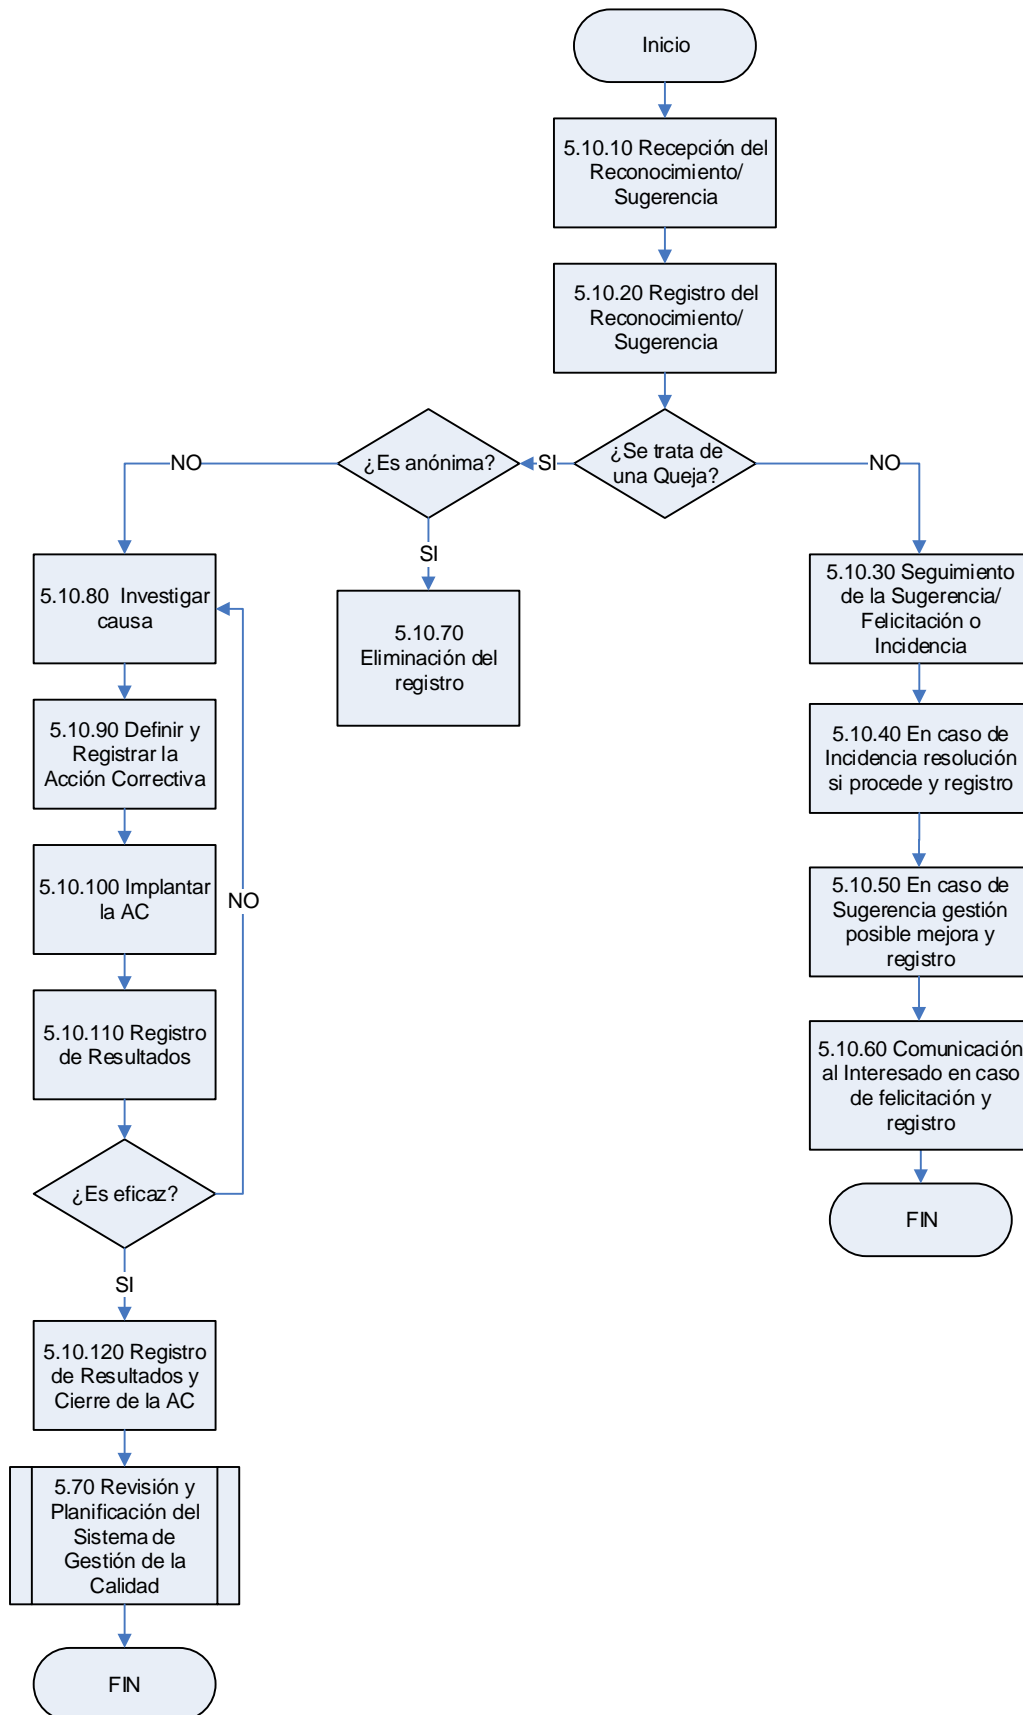 Inicio
5.10.10 Recepción del
Reconocimiento/
Sugerencia
5.10.20 Registro del
Reconocimiento/
Sugerencia
¿Se trata de
una Queja?
SI
¿Es anónima?
NO
NO
SI
5.10.70
Eliminación del
registro
5.10.80 Investigar
causa
5.10.90 Definir y
Registrar la
Acción Correctiva
5.10.100 Implantar
la AC
NO
5.10.110 Registro
de Resultados
¿Es eficaz?
SI
5.10.120 Registro
de Resultados y
Cierre de la AC
5.70 Revisión y
Planificación del
Sistema de
Gestión de la
Calidad
FIN
5.10.30 Seguimiento
de la Sugerencia/
Felicitación o
Incidencia
5.10.40 En caso de
Incidencia resolución
si procede y registro
5.10.50 En caso de
Sugerencia gestión
posible mejora y
registro
5.10.60 Comunicación
al Interesado en caso
de felicitación y
registro
FIN